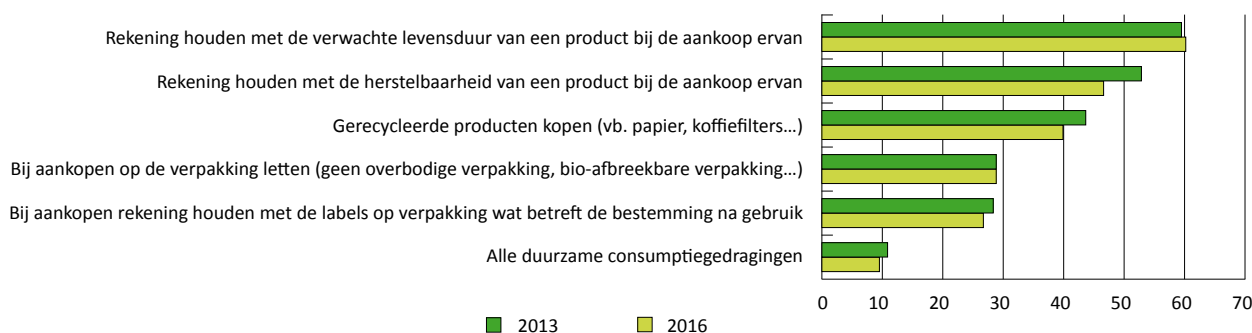 Rekening houden met de verwachte levensduur van een product bij de aankoop ervan
Rekening houden met de herstelbaarheid van een product bij de aankoop ervan
Gerecycleerde producten kopen (vb. papier, koffiefilters...)
Bij aankopen op de verpakking letten (geen overbodige verpakking, bio-afbreekbare verpakking...)
Bij aankopen rekening houden met de labels op verpakking wat betreft de bestemming na gebruik
Alle duurzame consumptiegedragingen
0 10 20 30 40 50 60 70
2013 2016